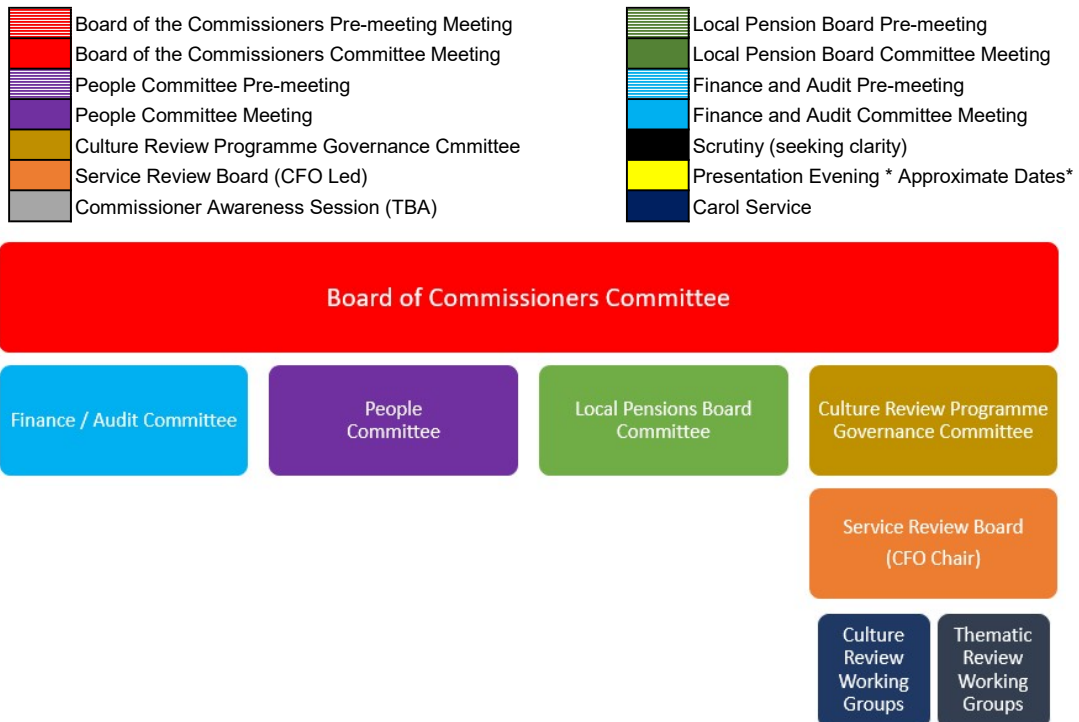 Board of the Commissioners Pre-meeting Meeting
Board of the Commissioners Committee Meeting
People Committee Pre-meeting
People Committee Meeting
Culture Review Programme Governance Cmmittee
Service Review Board (CFO Led)
Commissioner Awareness Session (TBA)
Local Pension Board Pre-meeting
Local Pension Board Committee Meeting
Finance and Audit Pre-meeting
Finance and Audit Committee Meeting
Scrutiny (seeking clarity)
Presentation Evening * Approximate Dates*
Carol Service
Board of Commissioners Committee
Finance / Audit Committee
People
Committee
Local Pensions Board
Committee
Culture Review Programme
Governance Committee
Service Review Board
(CFO Chair)
Culture
Review
Working
Groups
Thematic
Review
Working
Groups